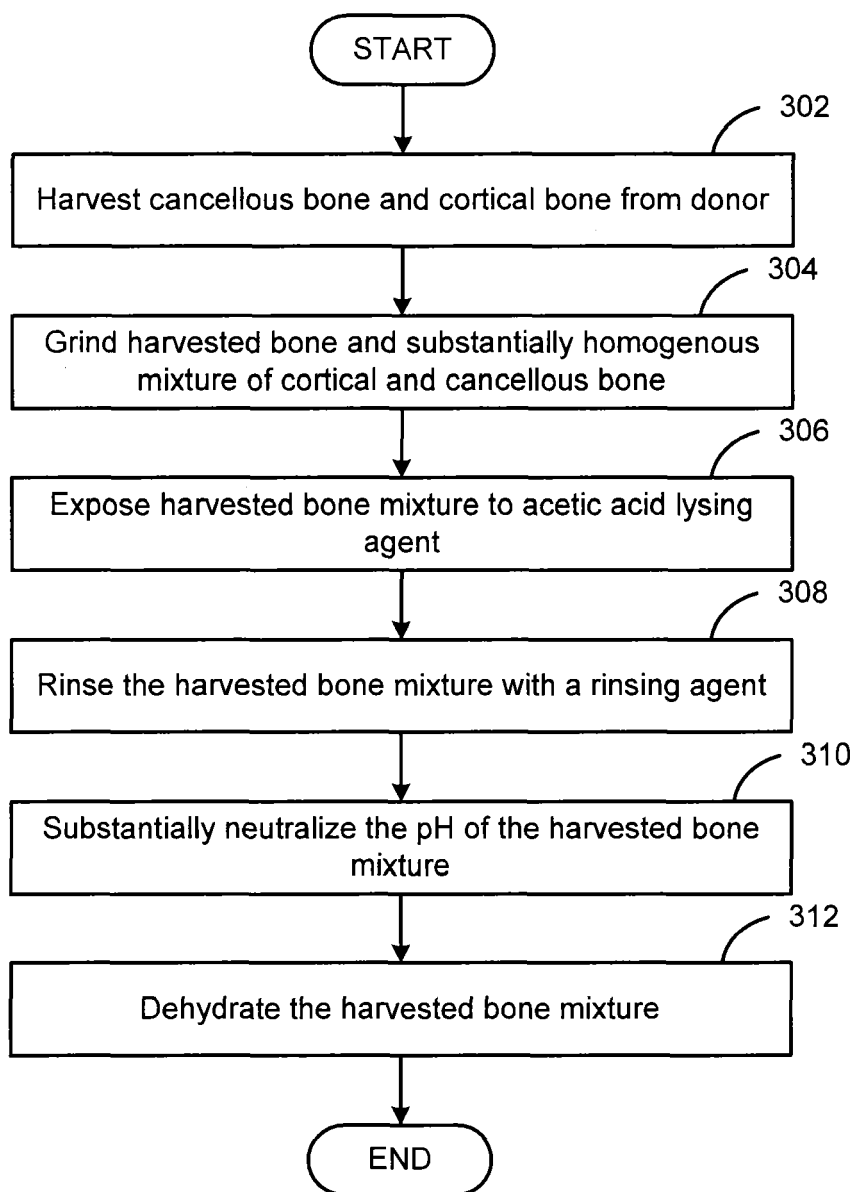 START
302
Harvest cancellous bone and cortical bone from donor
304
Grind harvested bone and substantially homogenous
mixture of cortical and cancellous bone
306
Expose harvested bone mixture to acetic acid lysing
agent
308
Rinse the harvested bone mixture with a rinsing agent
310
Substantially neutralize the pH of the harvested bone
mixture
312
Dehydrate the harvested bone mixture
END